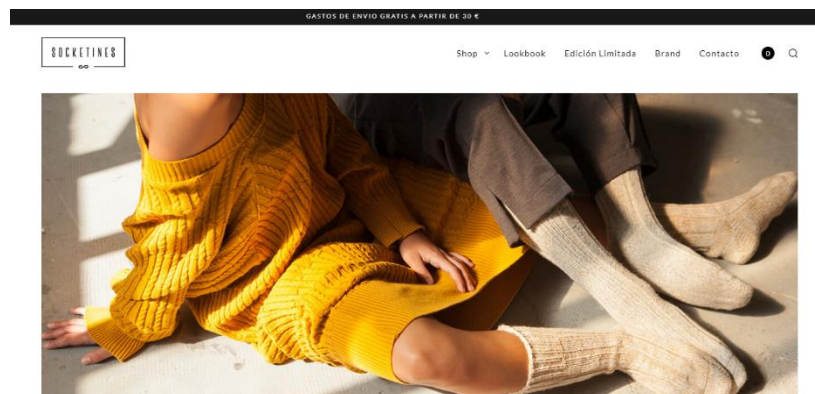 GASTOS DE ENVIO GRATIS A PARTIR DE 30 €
SOCKETINES
Shop Lookbook Edición Limitada Brand Contacto 0